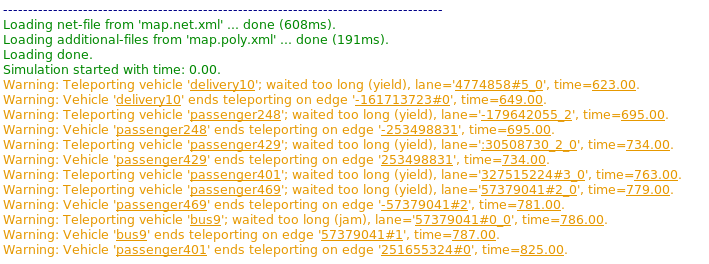 ----------------------------------------------------------------------------------------
Loading net-file from 'map.net.xml' ... done (608ms).
Loading additional-files from 'map.poly.xml' ... done (191ms).
Loading done.
Simulation started with time: 0.00.
Warning: Teleporting vehicle 'delivery10'; waited too long (yield), lane='4774858#5_0', time=623.00.
Warning: Vehicle 'delivery10' ends teleporting on edge '-161713723#0', time=649.00.
Warning: Teleporting vehicle 'passenger248'; waited too long (yield), lane='-179642055_2', time=695.00.
Warning: Vehicle 'passenger248' ends teleporting on edge '-253498831', time=695.00.
Warning: Teleporting vehicle 'passenger429'; waited too long (yield), lane=':30508730_2_0', time=734.00.
Warning: Vehicle 'passenger429' ends teleporting on edge '253498831', time=734.00.
Warning: Teleporting vehicle 'passenger401'; waited too long (yield), lane='327515224#3_0', time=763.00.
Warning: Teleporting vehicle 'passenger469'; waited too long (yield), lane='57379041#2_0', time=779.00.
Warning: Vehicle 'passenger469' ends teleporting on edge '-57379041#2', time=781.00.
Warning: Teleporting vehicle 'bus9'; waited too long (jam), lane='57379041#0_0', time=786.00.
Warning: Vehicle 'bus9' ends teleporting on edge '57379041#1', time=787.00.
Warning: Vehicle 'passenger401' ends teleporting on edge '251655324#0', time=825.00.